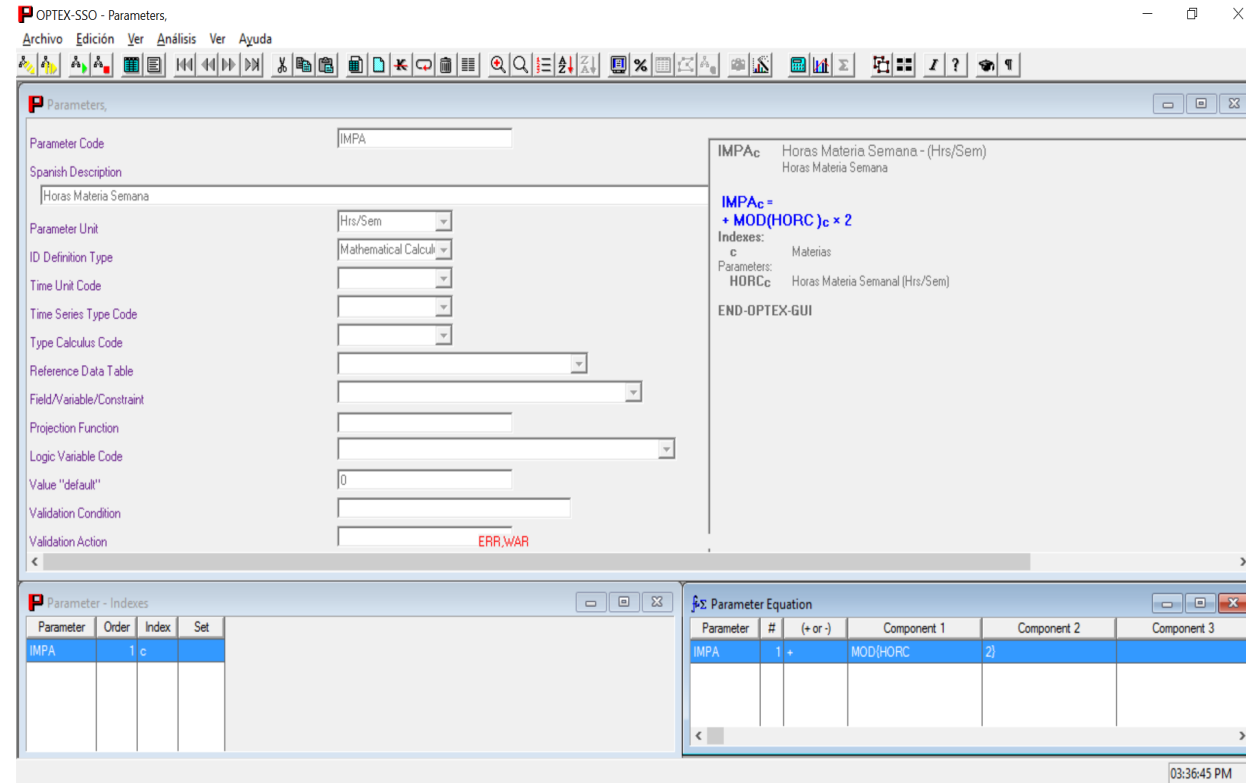 OPTEX-SSO - Parameters,
Archivo Edición Ver Análisis Ver Ayuda
Parameters,
Parameter Code IMPA
Spanish Description
Horas Materia Semana
Parameter Unit Hrs/Sem
ID Definition Type Mathematical Calcul
Time Unit Code
Time Series Type Code
Type Calculus Code
Reference Data Table
Field/Variable/Constraint
Projection Function
Logic Variable Code
Value "default" 0
Validation Condition
Validation Action ERR,WAR
IMPAc Horas Materia Semana - (Hrs/Sem)
Horas Materia Semana
IMPAc =
+ MOD(HORC )c × 2
Indexes:
c Materias
Parameters:
HORCc Horas Materia Semanal (Hrs/Sem)
END-OPTEX-GUI
Parameter - Indexes
Parameter Order Index Set
IMPA 1 c
Parameter Equation
Parameter # (+ or -) Component 1 Component 2 Component 3
IMPA 1 + MOD{HORC 2}
03:36:45 PM